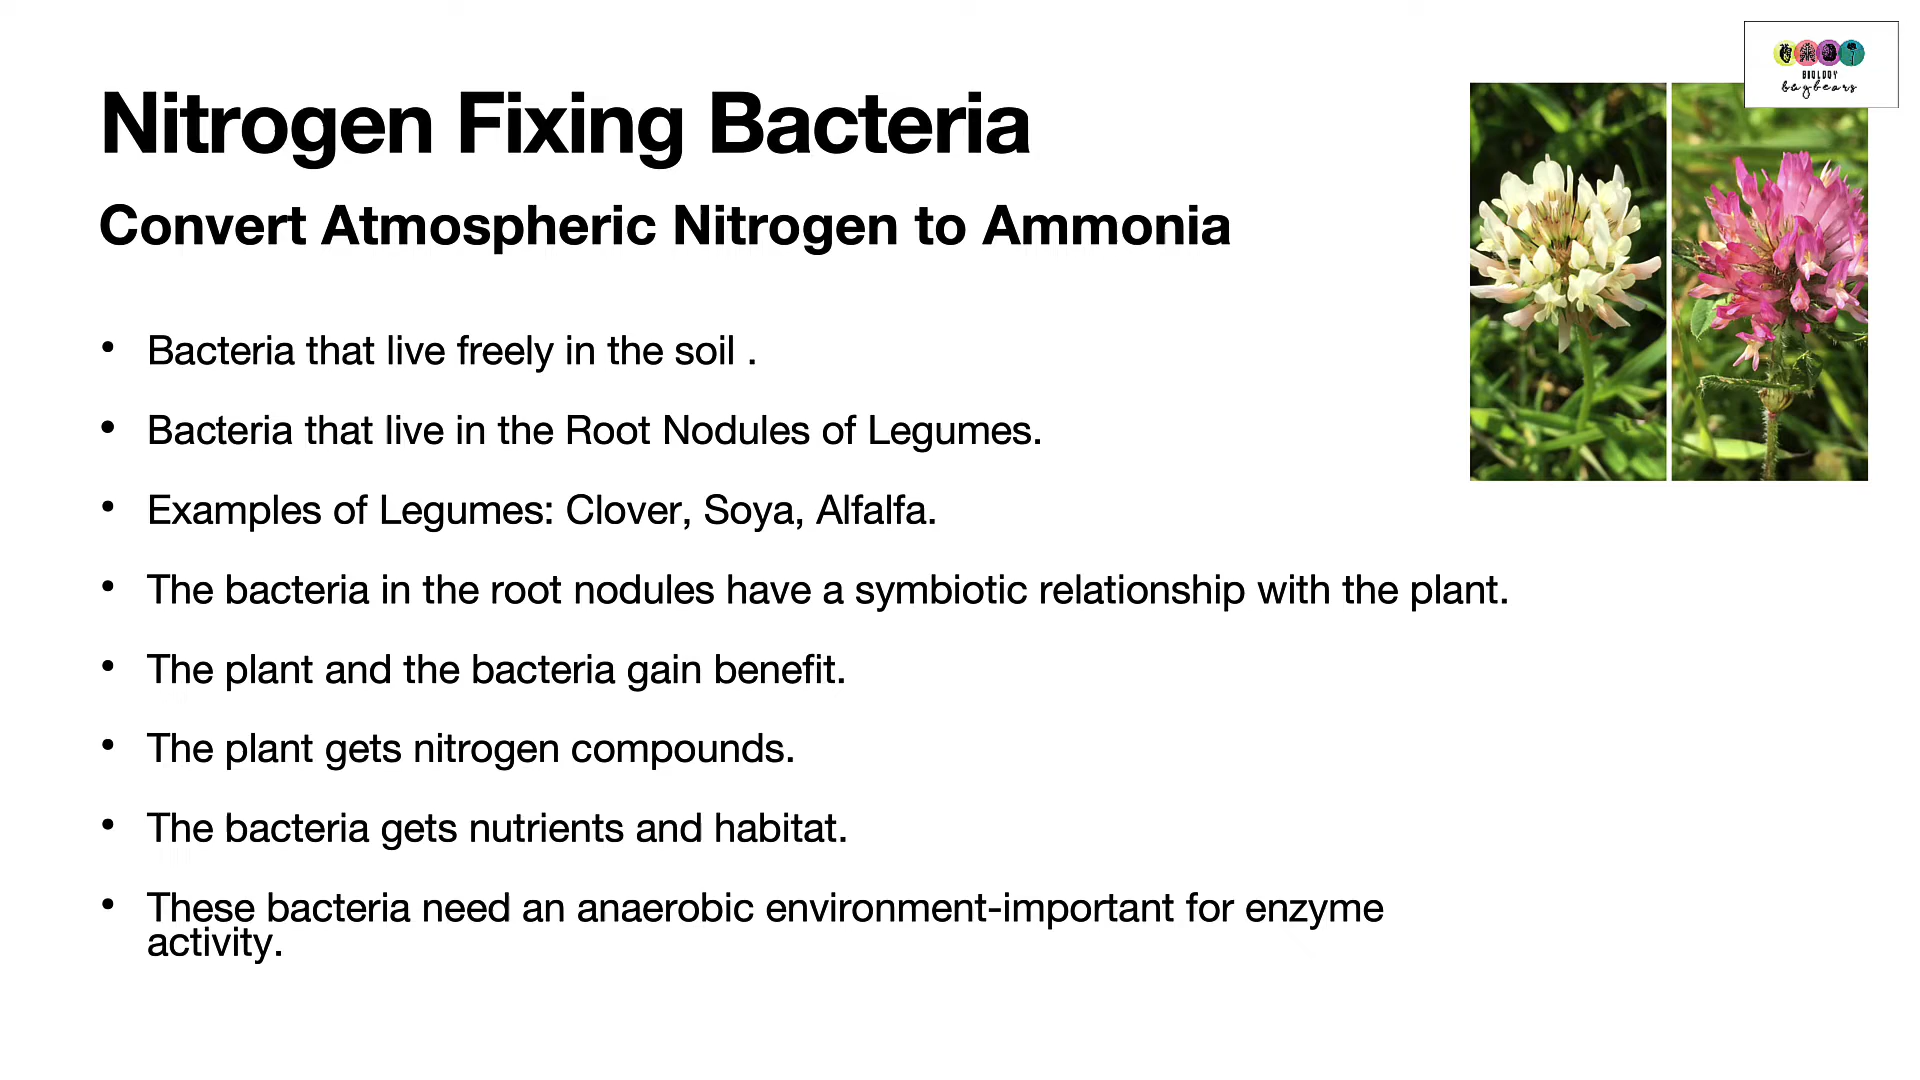 BIOLOGY
bugbears
Nitrogen Fixing Bacteria
Convert Atmospheric Nitrogen to Ammonia
• Bacteria that live freely in the soil .
• Bacteria that live in the Root Nodules of Legumes.
• Examples of Legumes: Clover, Soya, Alfalfa.
• The bacteria in the root nodules have a symbiotic relationship with the plant.
• The plant and the bacteria gain benefit.
• The plant gets nitrogen compounds.
• The bacteria gets nutrients and habitat.
• These bacteria need an anaerobic environment-important for enzyme
activity.